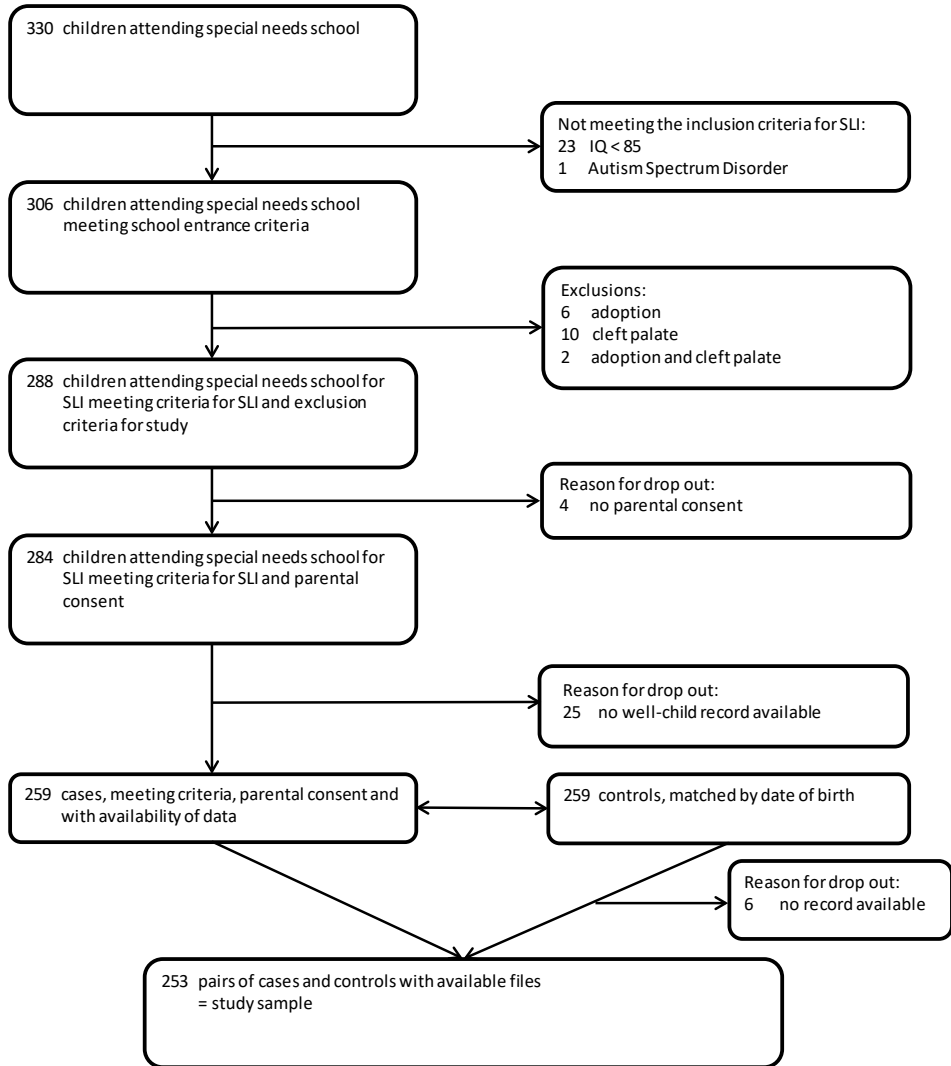 330 children attending special needs school
Not meeting the inclusion criteria for SLI:
23 IQ < 85
1 Autism Spectrum Disorder
306 children attending special needs school
meeting school entrance criteria
Exclusions:
6 adoption
10 cleft palate
2 adoption and cleft palate
288 children attending special needs school for
SLI meeting criteria for SLI and exclusion
criteria for study
Reason for drop out:
4 no parental consent
284 children attending special needs school for
SLI meeting criteria for SLI and parental
consent
Reason for drop out:
25 no well-child record available
259 cases, meeting criteria, parental consent and
with availability of data
259 controls, matched by date of birth
Reason for drop out:
6 no record available
253 pairs of cases and controls with available files
= study sample